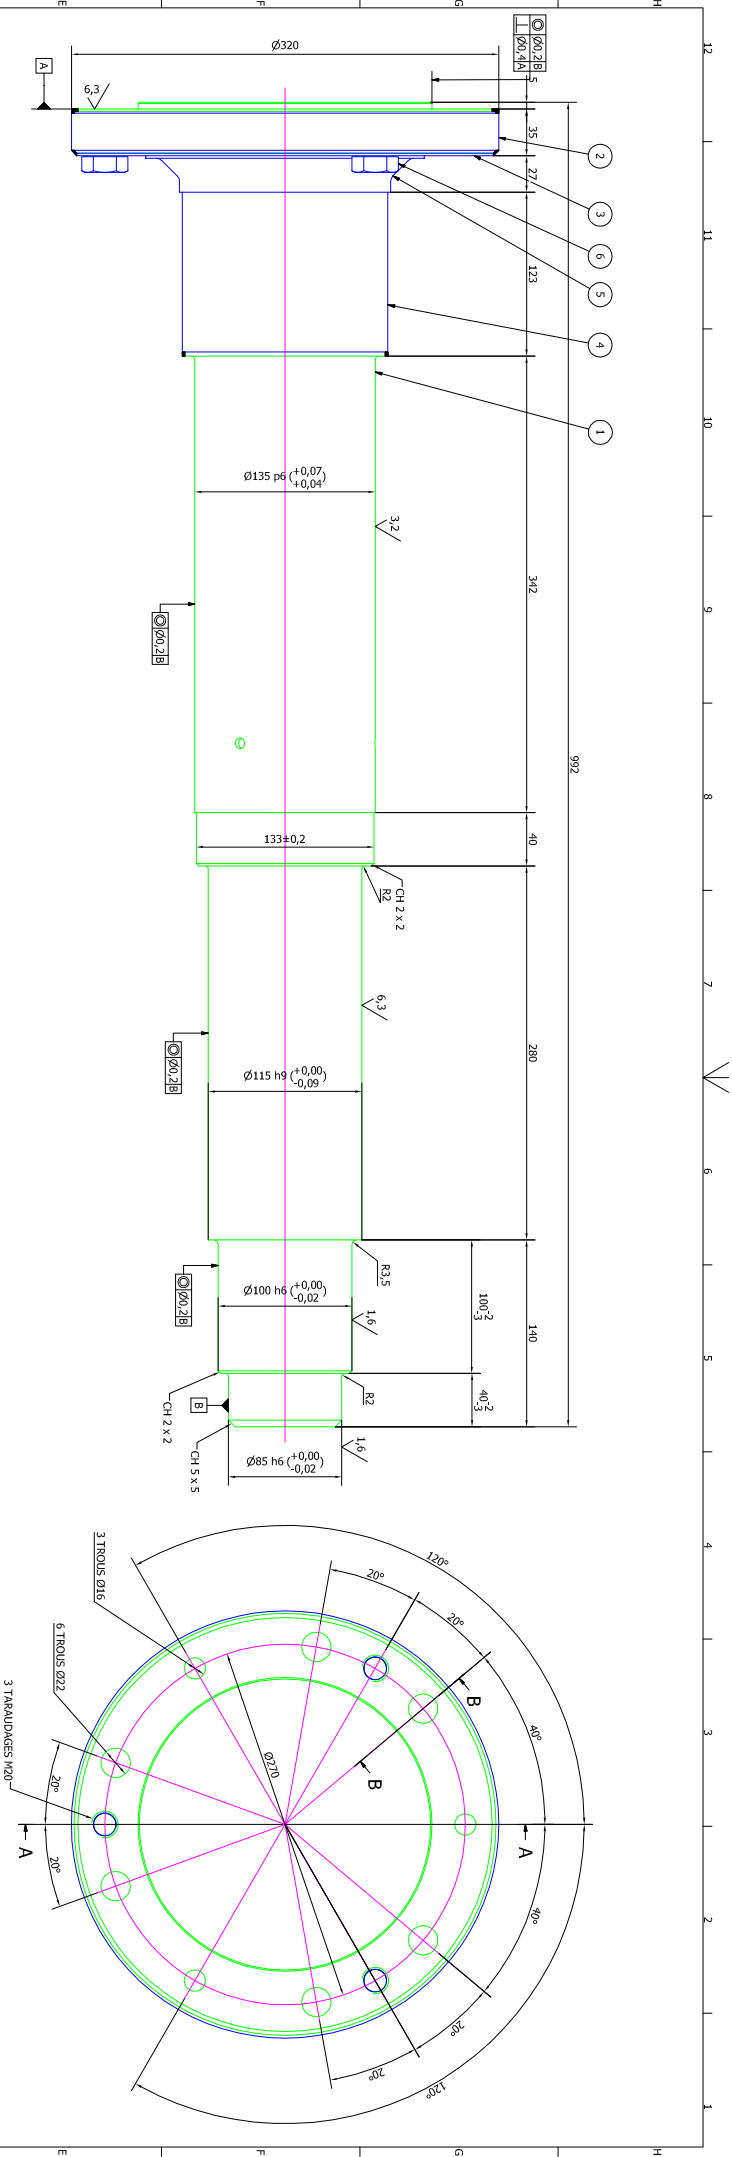 E
F
G
H
12
11
10
9
8
7
6
5
4
3
2
1
E
F
G
H
Ø320
A
6,3
Ø0,2 B
Ø0,4 A
5
35
27
123
342
40
280
140
992
2
3
6
5
4
1
Ø135 p6 (+0,07 +0,04)
3,2
Ø0,2 B
133±0,2
CH 2 x 2
R2
6,3
Ø0,2 B
Ø115 h9 (+0,00 -0,09)
R3,5
100 -2 -3
Ø0,2 B
Ø100 h6 (+0,00 -0,02)
1,6
R2
40 -2 -3
B
CH 2 x 2
CH 5 x 5
1,6
Ø85 h6 (+0,00 -0,02)
120°
20°
20°
40°
3 TROUS Ø16
6 TROUS Ø22
3 TARAUDAGES M20
Ø270
B
B
A
A
20°
20°
40°
20°
20°
120°